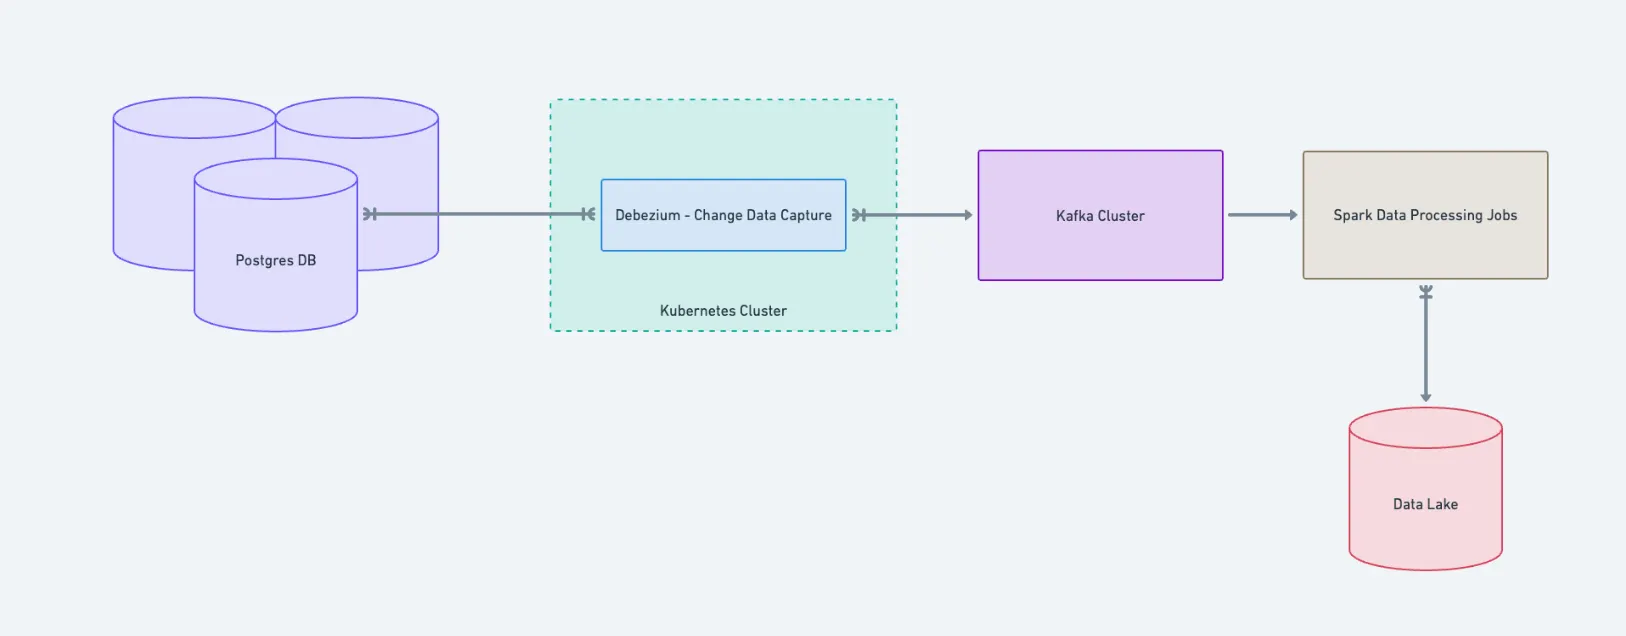 Postgres DB
Debezium - Change Data Capture
Kubernetes Cluster
Kafka Cluster
Spark Data Processing Jobs
Data Lake